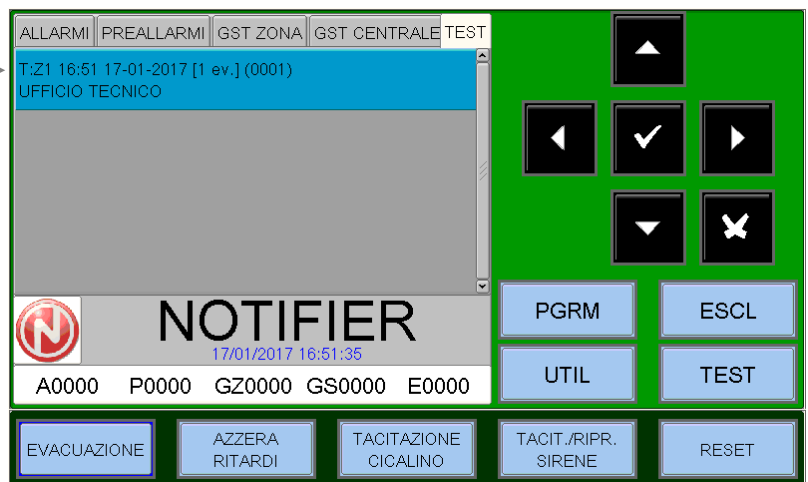 ALLARMI PREALLARMI GST ZONA GST CENTRALE TEST
T:Z1 16:51 17-01-2017 [1 ev.] (0001)
UFFICIO TECNICO
N NOTIFIER
17/01/2017 16:51:35
A0000 P0000 GZ0000 GS0000 E0000
PGRM ESCL
UTIL TEST
EVACUAZIONE
AZZERA
RITARDI
TACITAZIONE
CICALINO
TACIT./RIPR.
SIRENE
RESET